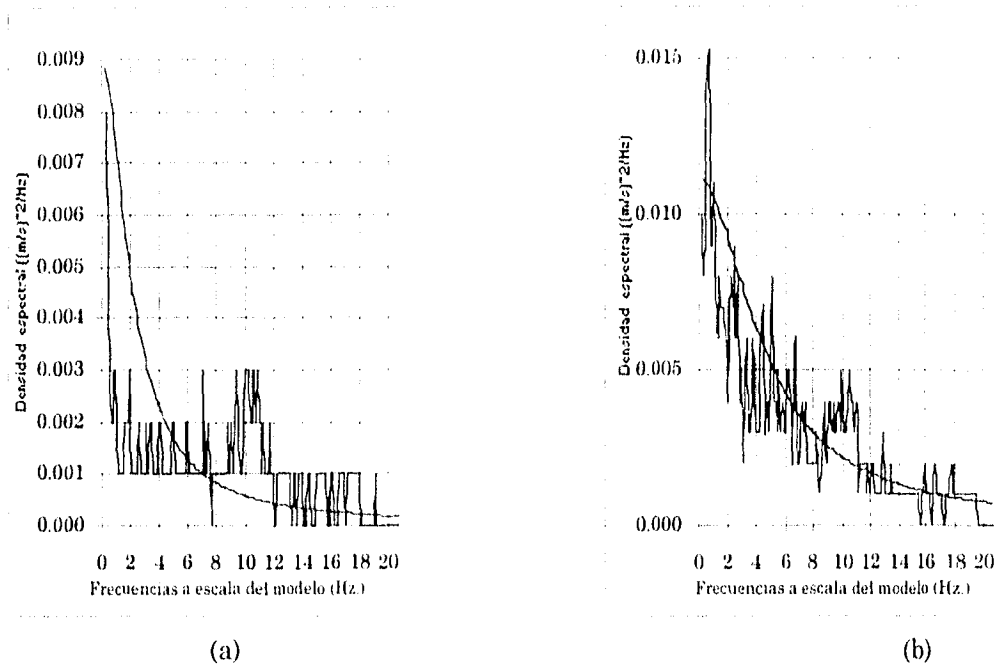 0.009
0.008
0.007
0.006
0.005
0.004
0.003
0.002
0.001
0.000
Densidad espectral ((m/s)^2/Hz)
0 2 4 6 8 10 12 14 16 18 20
Frecuencias a escala del modelo (Hz.)
(a)
0.015
0.010
0.005
0.000
Densidad espectral ((m/s)^2/Hz)
0 2 4 6 8 10 12 14 16 18 20
Frecuencias a escala del modelo (Hz.)
(b)